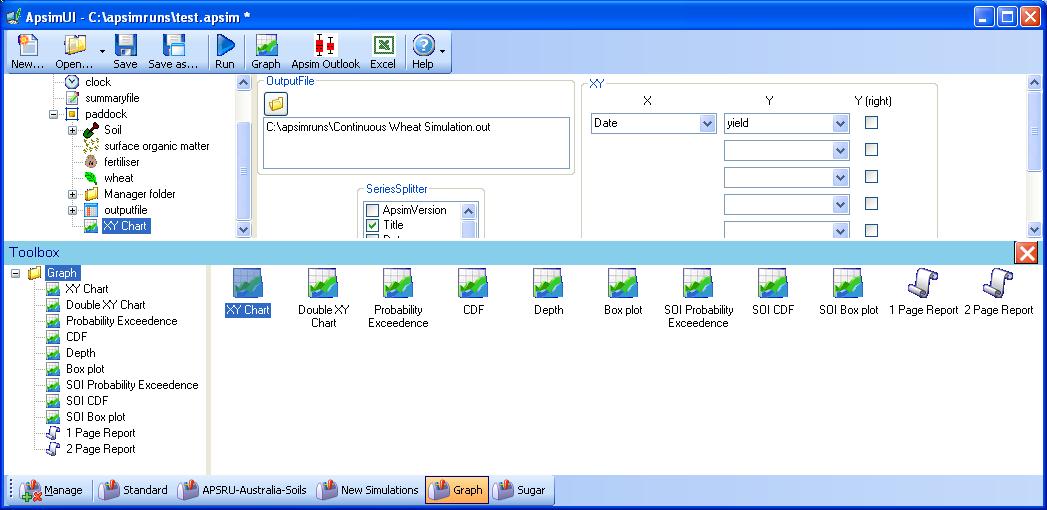 ApsimUI - C:\apsimruns\test.apsim *
New... Open... Save Save as... Run Graph Apsim Outlook Excel Help
clock
summaryfile
paddock
Soil
surface organic matter
fertiliser
wheat
Manager folder
outputfile
XY Chart
OutputFile
C:\apsimruns\Continuous Wheat Simulation.out
SeriesSplitter
ApsimVersion
Title
XY
X Y Y (right)
Date yield
Toolbox
Graph
XY Chart
Double XY Chart
Probability Exceedence
CDF
Depth
Box plot
SOI Probability Exceedence
SOI CDF
SOI Box plot
1 Page Report
2 Page Report
XY Chart
Double XY
Chart
Probability
Exceedence
CDF
Depth
Box plot
SOI Probability
Exceedence
SOI CDF
SOI Box plot
1 Page Report
2 Page Report
Manage Standard APSRU-Australia-Soils New Simulations Graph Sugar